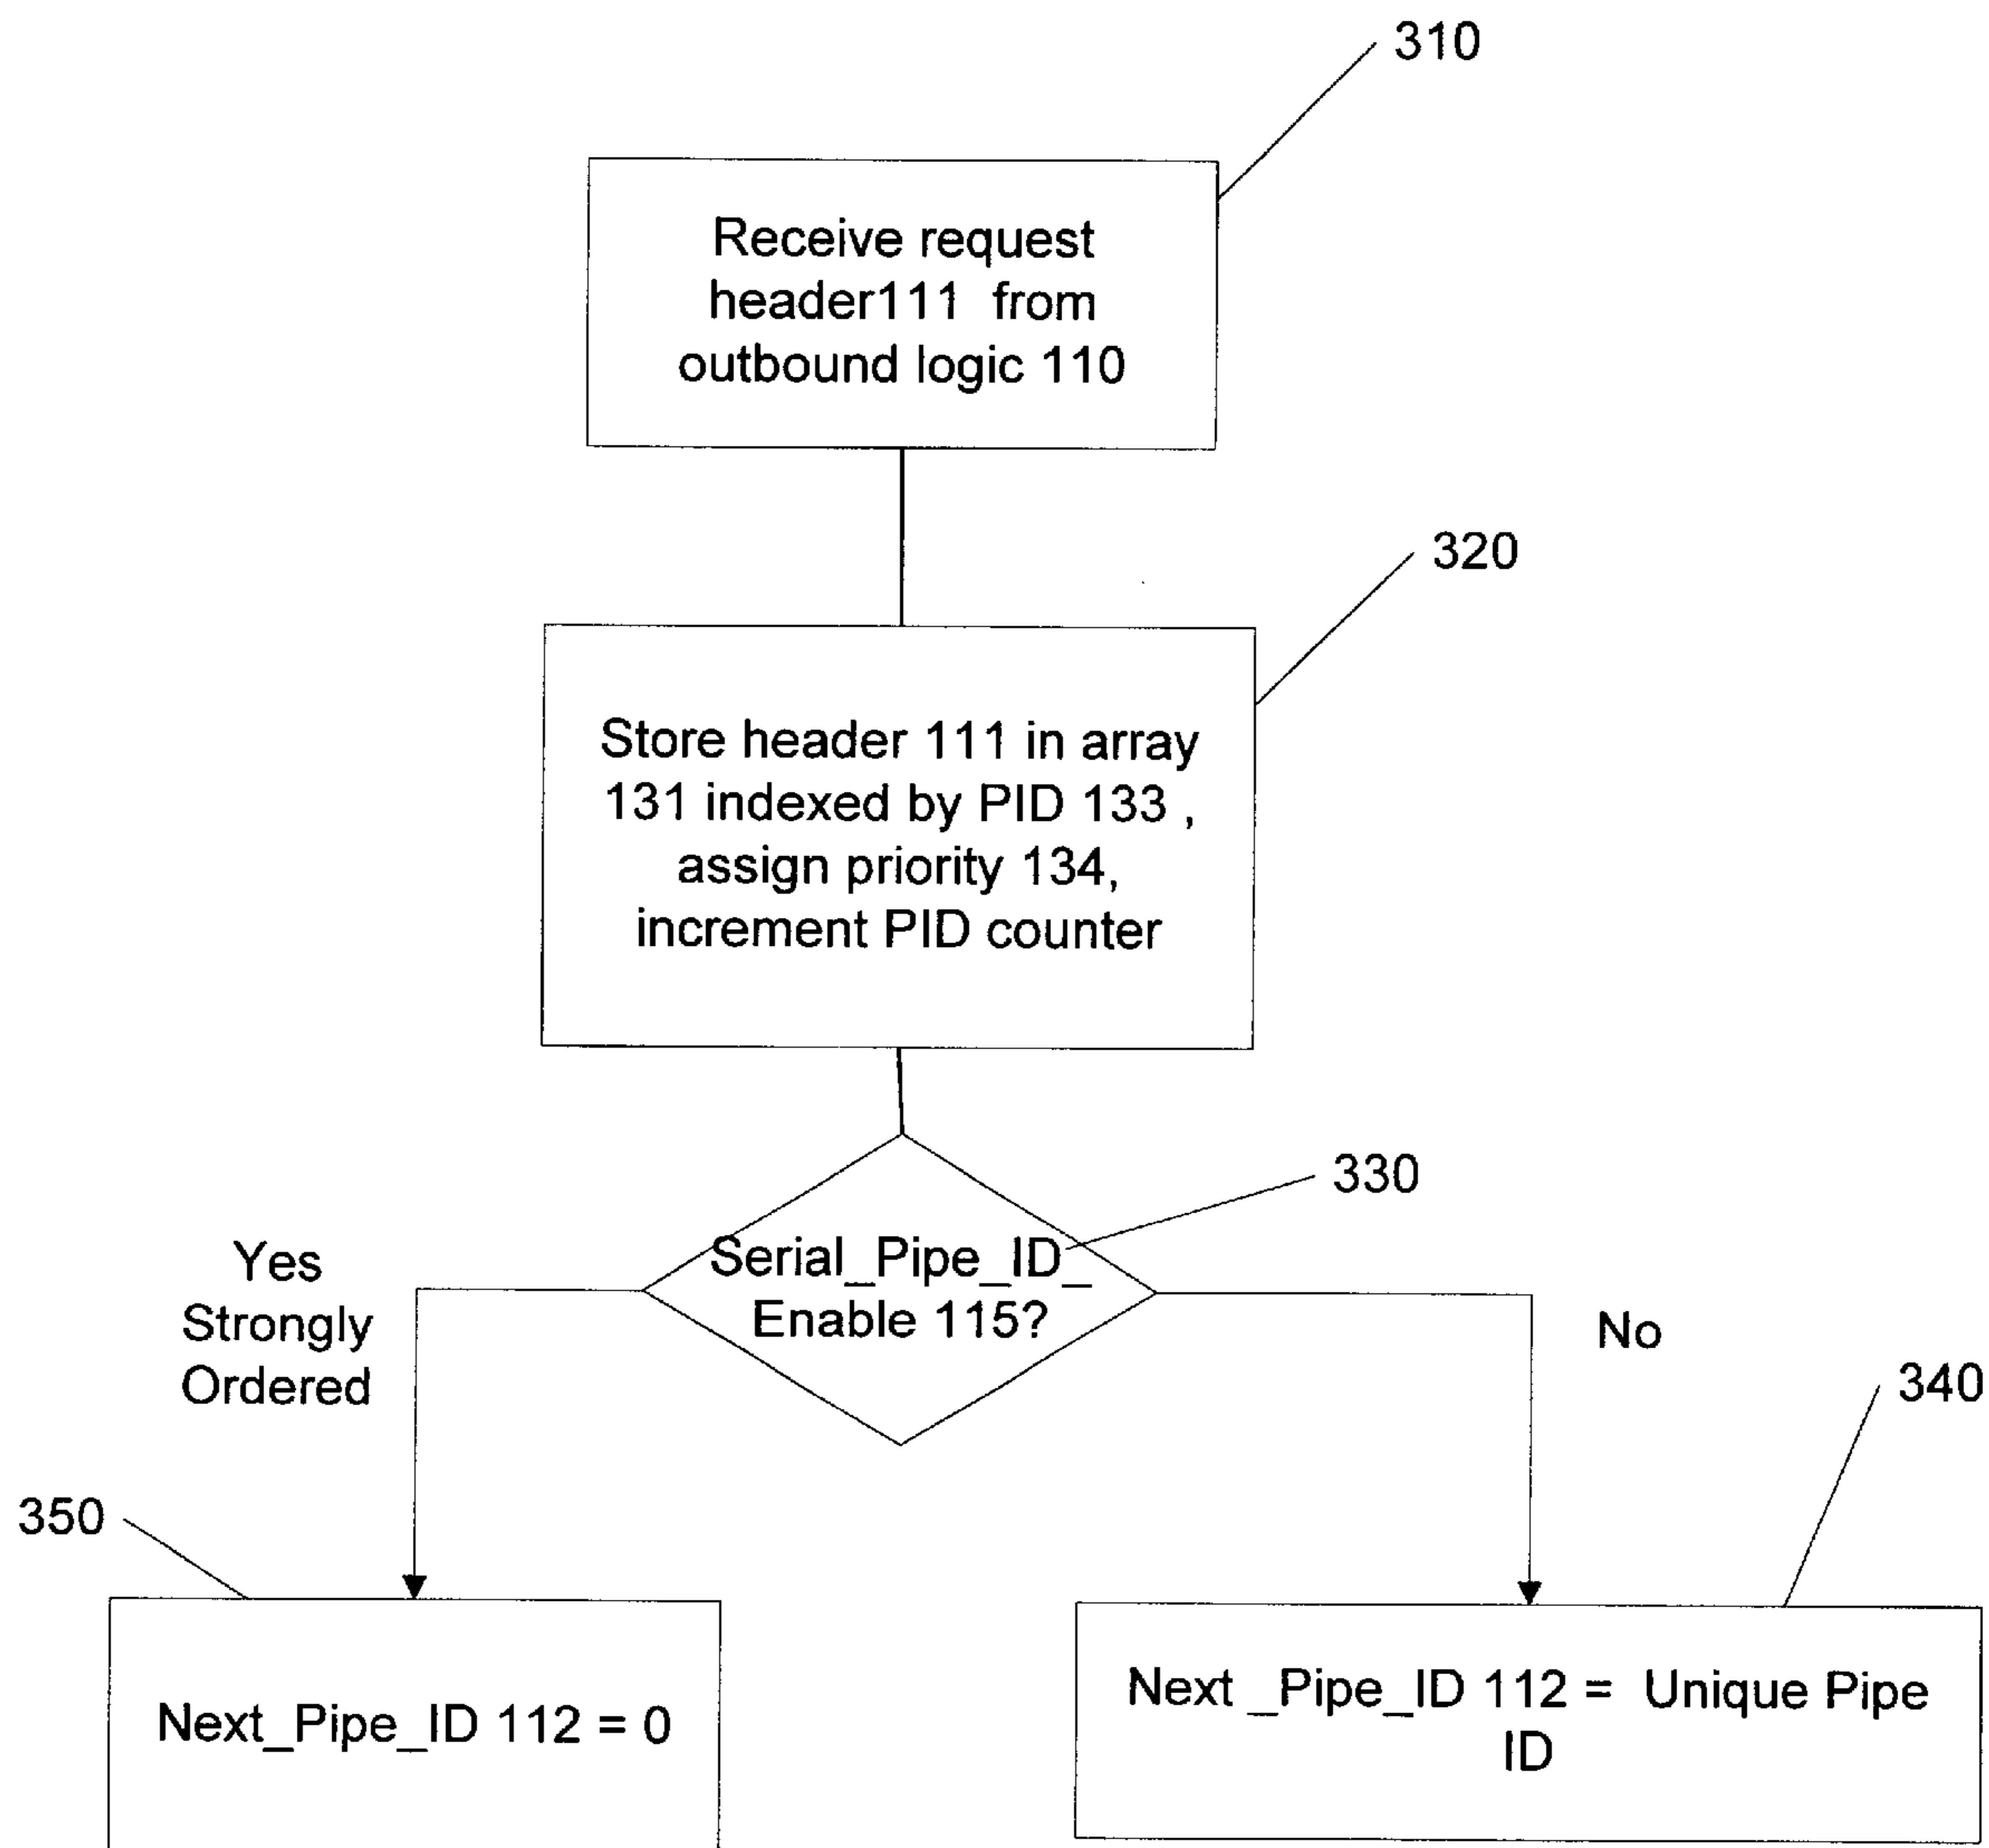 310
Receive request
header111 from
outbound logic 110
320
Store header 111 in array
131 indexed by PID 133 ,
assign priority 134,
increment PID counter
330
Serial_Pipe_ID_
Enable 115?
Yes
Strongly
Ordered
No
340
350
Next_Pipe_ID 112 = 0
Next _Pipe_ID 112 = Unique Pipe
ID